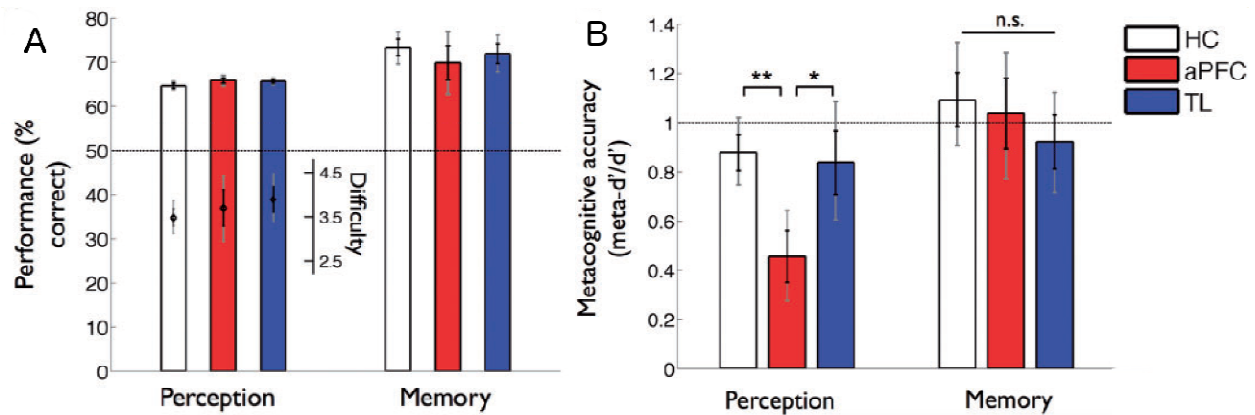 A
80
70
60
50
40
30
20
10
0
Performance (%
correct)
4.5
3.5
2.5
Difficulty
Perception
Memory
B
1.4
1.2
1
0.8
0.6
0.4
0.2
0
Metacognitive accuracy
(meta-d'/d')
**
*
n.s.
Perception
Memory
HC
aPFC
TL